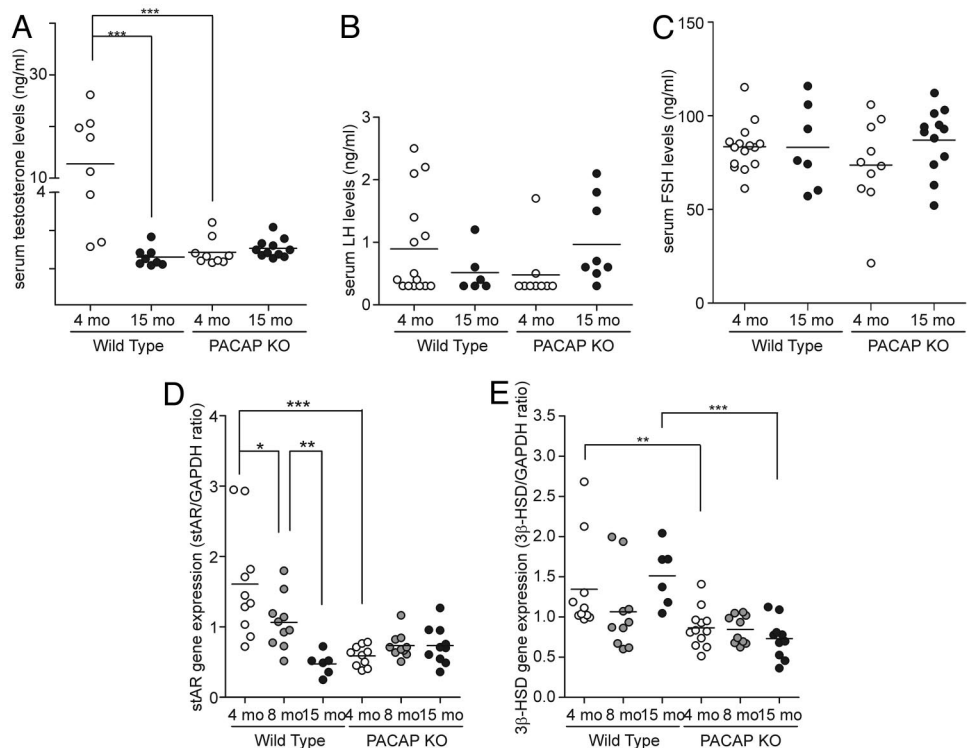 A
***
***
30
20
10
4
serum testosterone levels (ng/ml)
4 mo 15 mo 4 mo 15 mo
Wild Type PACAP KO
B
3
2
1
0
serum LH levels (ng/ml)
4 mo 15 mo 4 mo 15 mo
Wild Type PACAP KO
C
150
100
50
0
serum FSH levels (ng/ml)
4 mo 15 mo 4 mo 15 mo
Wild Type PACAP KO
D
***
* **
4
3
2
1
0
stAR gene expression (stAR/GAPDH ratio)
4 mo 8 mo 15 mo 4 mo 8 mo 15 mo
Wild Type PACAP KO
E
***
**
3.5
3.0
2.5
2.0
1.5
1.0
0.5
0.0
3β-HSD gene expression (3β-HSD/GAPDH ratio)
4 mo 8 mo 15 mo 4 mo 8 mo 15 mo
Wild Type PACAP KO